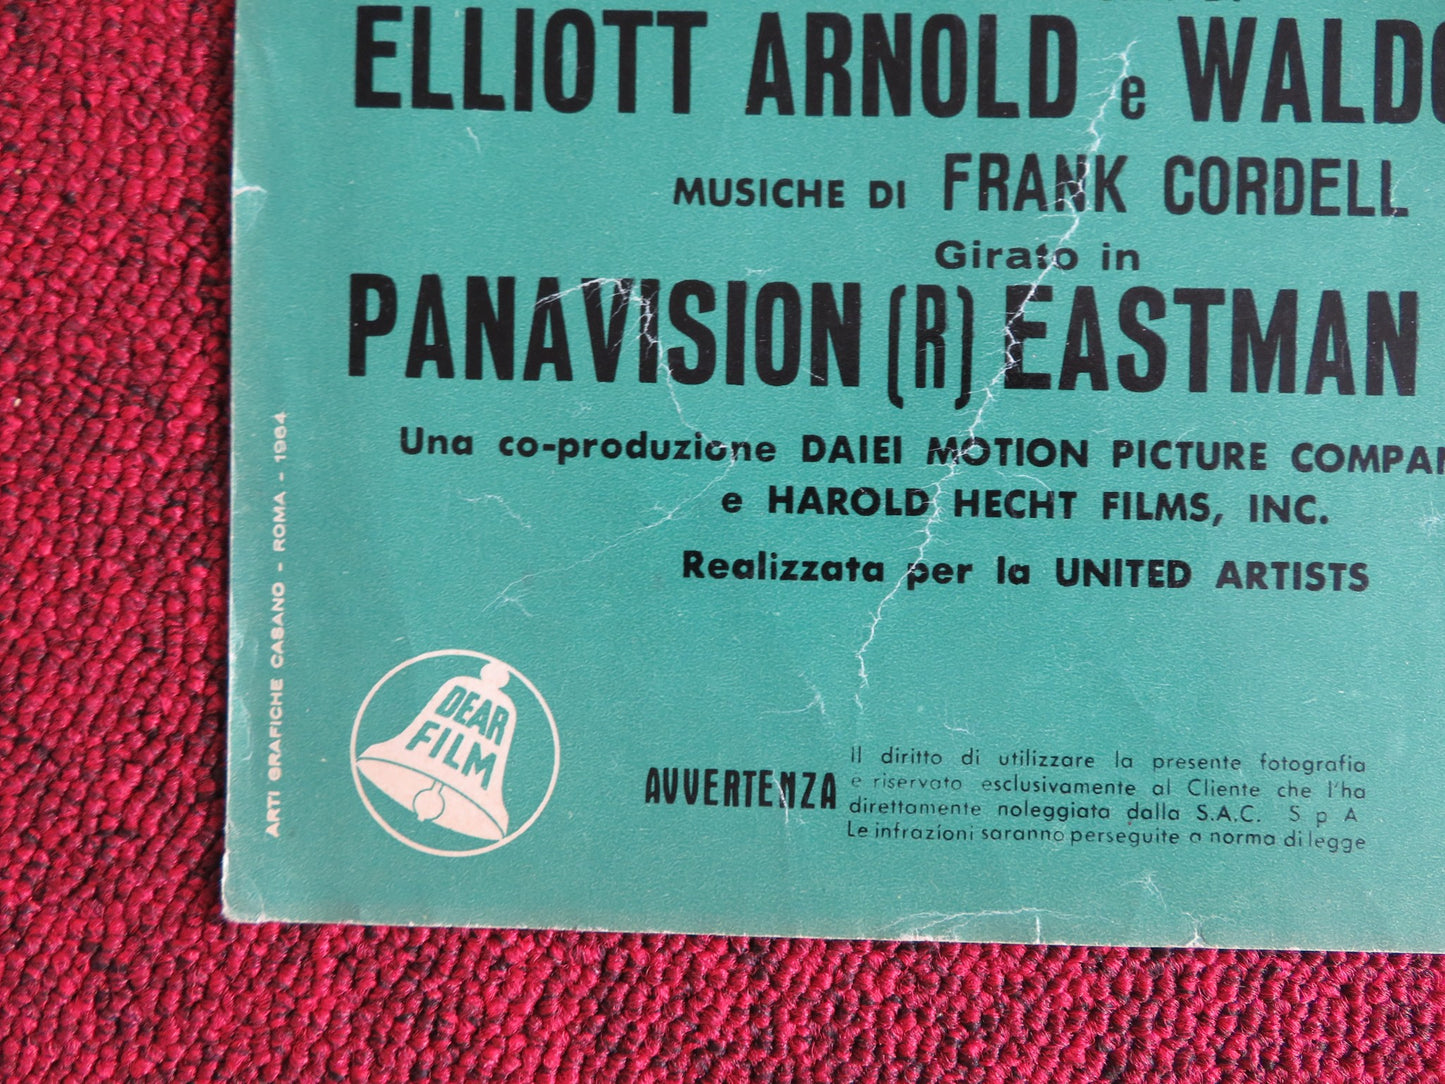 ELLIOTT ARNOLD e WALDO
MUSICHE DI FRANK CORDELL
Girato in
PANAVISION (R) EASTMAN
Una co-produzione DAIEI MOTION PICTURE COMPAN
e HAROLD HECHT FILMS, INC.
Realizzata per la UNITED ARTISTS
ARTI GRAFICHE CASANO - ROMA - 1964
DEAR
FILM
AVVERTENZA
Il diritto di utilizzare la presente fotografia
e riservato esclusivamente al Cliente che l'ha
direttamente noleggiata dalla S.A.C. S p A
Le infrazioni saranno perseguite a norma di legge